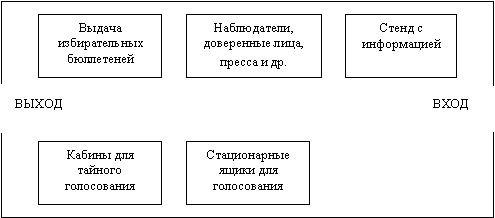 Выдача
избирательных
бюллетеней
Наблюдатели,
доверенные лица,
пресса и др.
Стенд с
информацией
ВЫХОД
ВХОД
Кабины для
тайного
голосования
Стационарные
ящики для
голосования